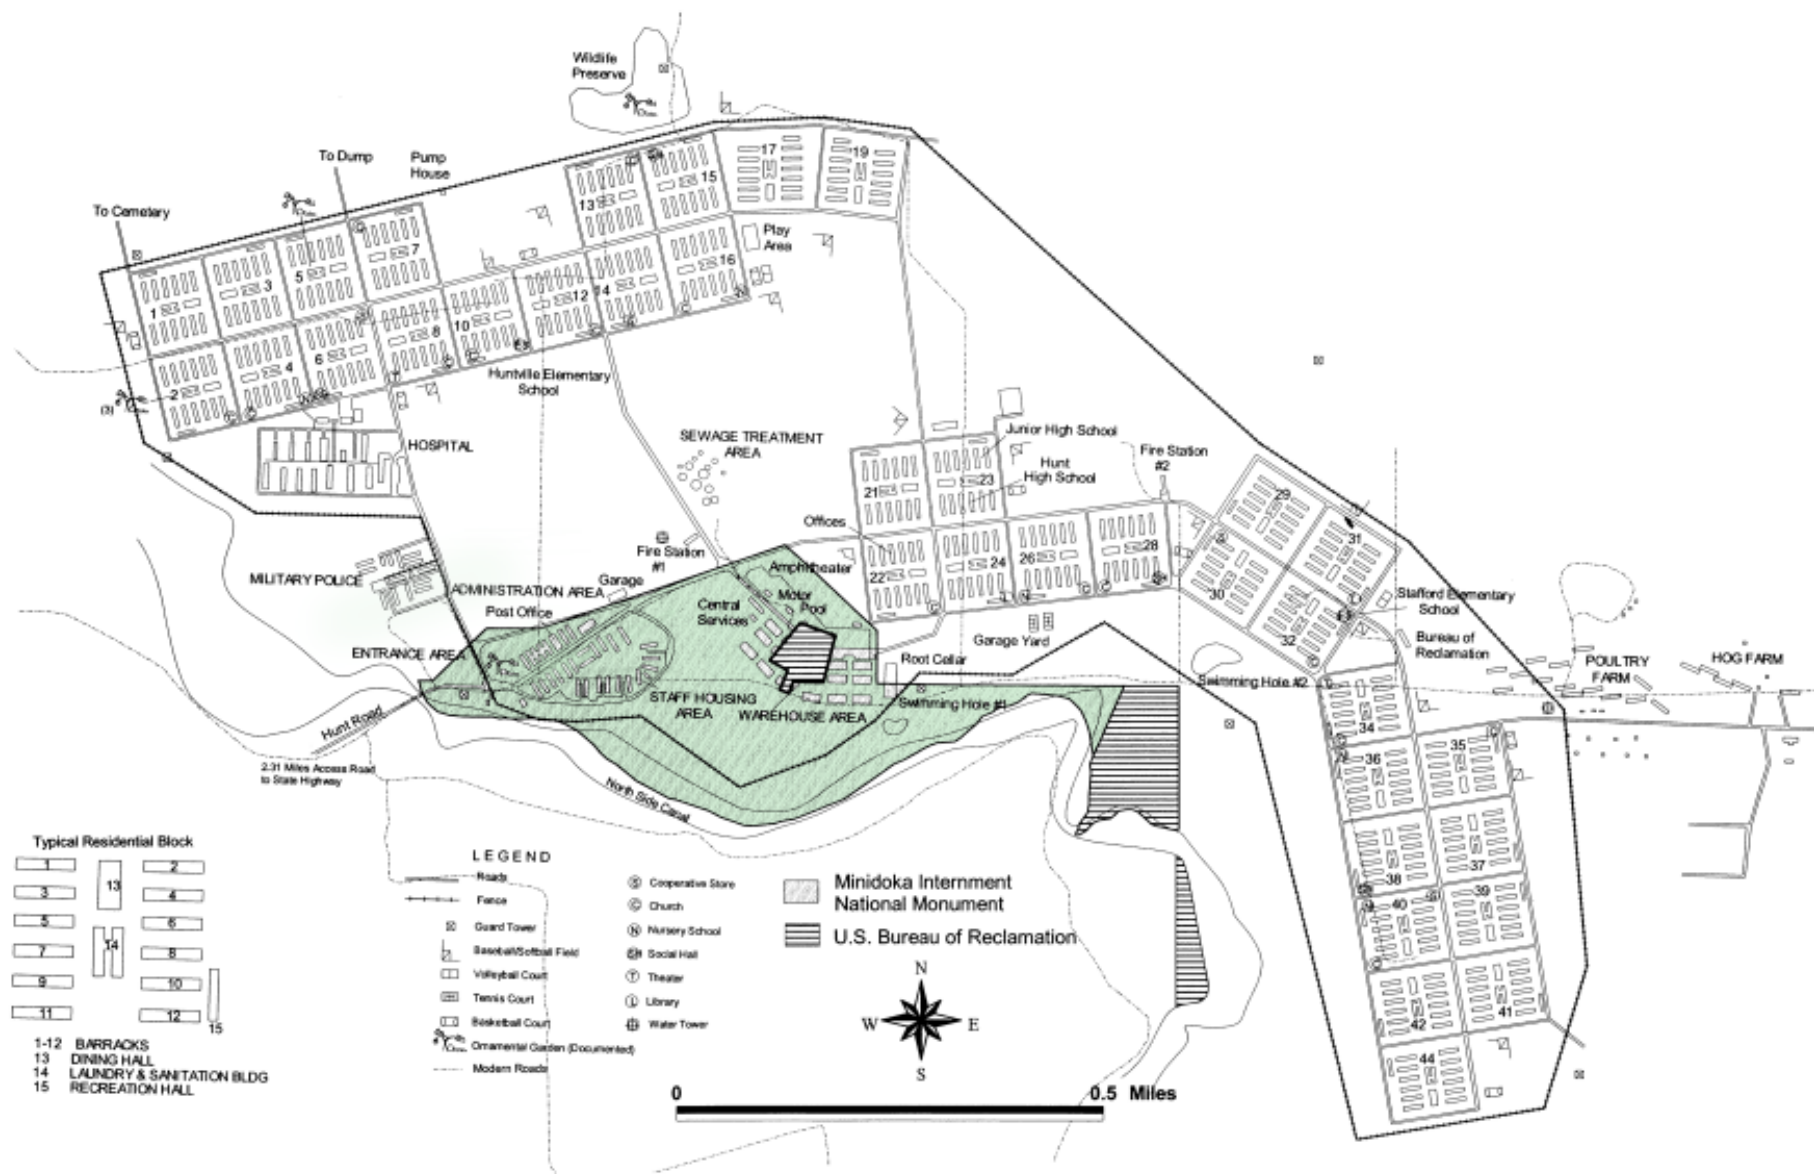 Wildlife
Preserve
To Dump
Pump
House
To Cemetary
17
19
15
13
Play
Area
7
5
3
1
16
14
12
10
8
6
4
2
(3)
Huntville Elementary
School
HOSPITAL
SEWAGE TREATMENT
AREA
Junior High School
Hunt
High School
Fire Station
#2
21
23
29
31
Offices
Fire Station
#1
Amphitheater
22
24
26
28
30
32
MILITARY POLICE
ADMINISTRATION AREA
Garage
Post Office
Central
Services
Motor
Pool
Garage Yard
Stafford Elementary
School
Bureau of
Reclamation
ENTRANCE AREA
Root Cellar
Swimming Hole #2
POULTRY
FARM
HOG FARM
STAFF HOUSING
AREA
WAREHOUSE AREA
Swimming Hole #1
Hunt Road
2.31 Miles Access Road
to State Highway
North Side Canal
34
35
36
37
38
39
40
41
42
44
Typical Residential Block
1
2
3
4
5
6
7
8
9
10
11
12
13
14
15
1-12 BARRACKS
13 DINING HALL
14 LAUNDRY & SANITATION BLDG
15 RECREATION HALL
LEGEND
Roads
Fence
Guard Tower
Baseball/Softball Field
Volleyball Court
Tennis Court
Basketball Court
Ornamental Garden (Documented)
Modern Roads
S Cooperative Store
C Church
N Nursery School
SH Social Hall
T Theater
L Library
Water Tower
Minidoka Internment
National Monument
U.S. Bureau of Reclamation
N
W
E
S
0
0.5 Miles